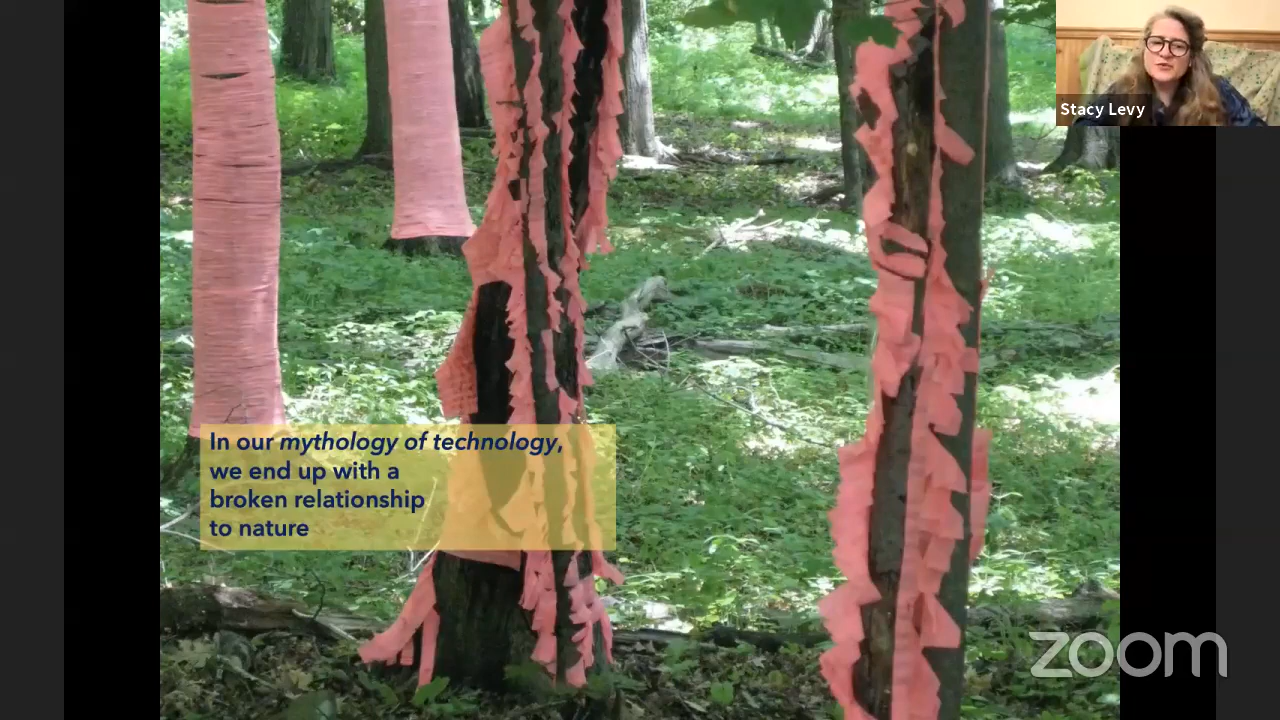 Stacy Levy
In our mythology of technology,
we end up with a
broken relationship
to nature
zoom